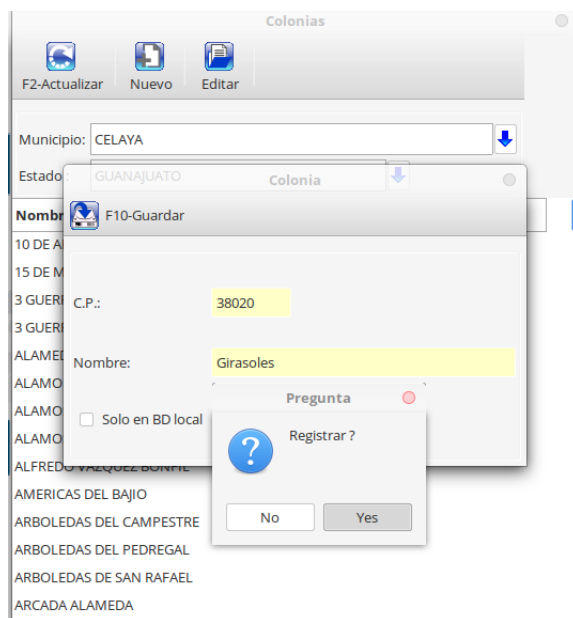 Colonias
F2-Actualizar Nuevo Editar
Municipio: CELAYA
Estado: GUANAJUATO
Colonia
Nombr
F10-Guardar
10 DE A
15 DE M
3 GUERR
3 GUERR
C.P.: 38020
ALAMED
Nombre: Girasoles
ALAMO
ALAMO
Solo en BD local
ALAMO
ALFREDO VAZQUEZ BONFIL
Pregunta
Registrar ?
No Yes
AMERICAS DEL BAJIO
ARBOLEDAS DEL CAMPESTRE
ARBOLEDAS DEL PEDREGAL
ARBOLEDAS DE SAN RAFAEL
ARCADA ALAMEDA